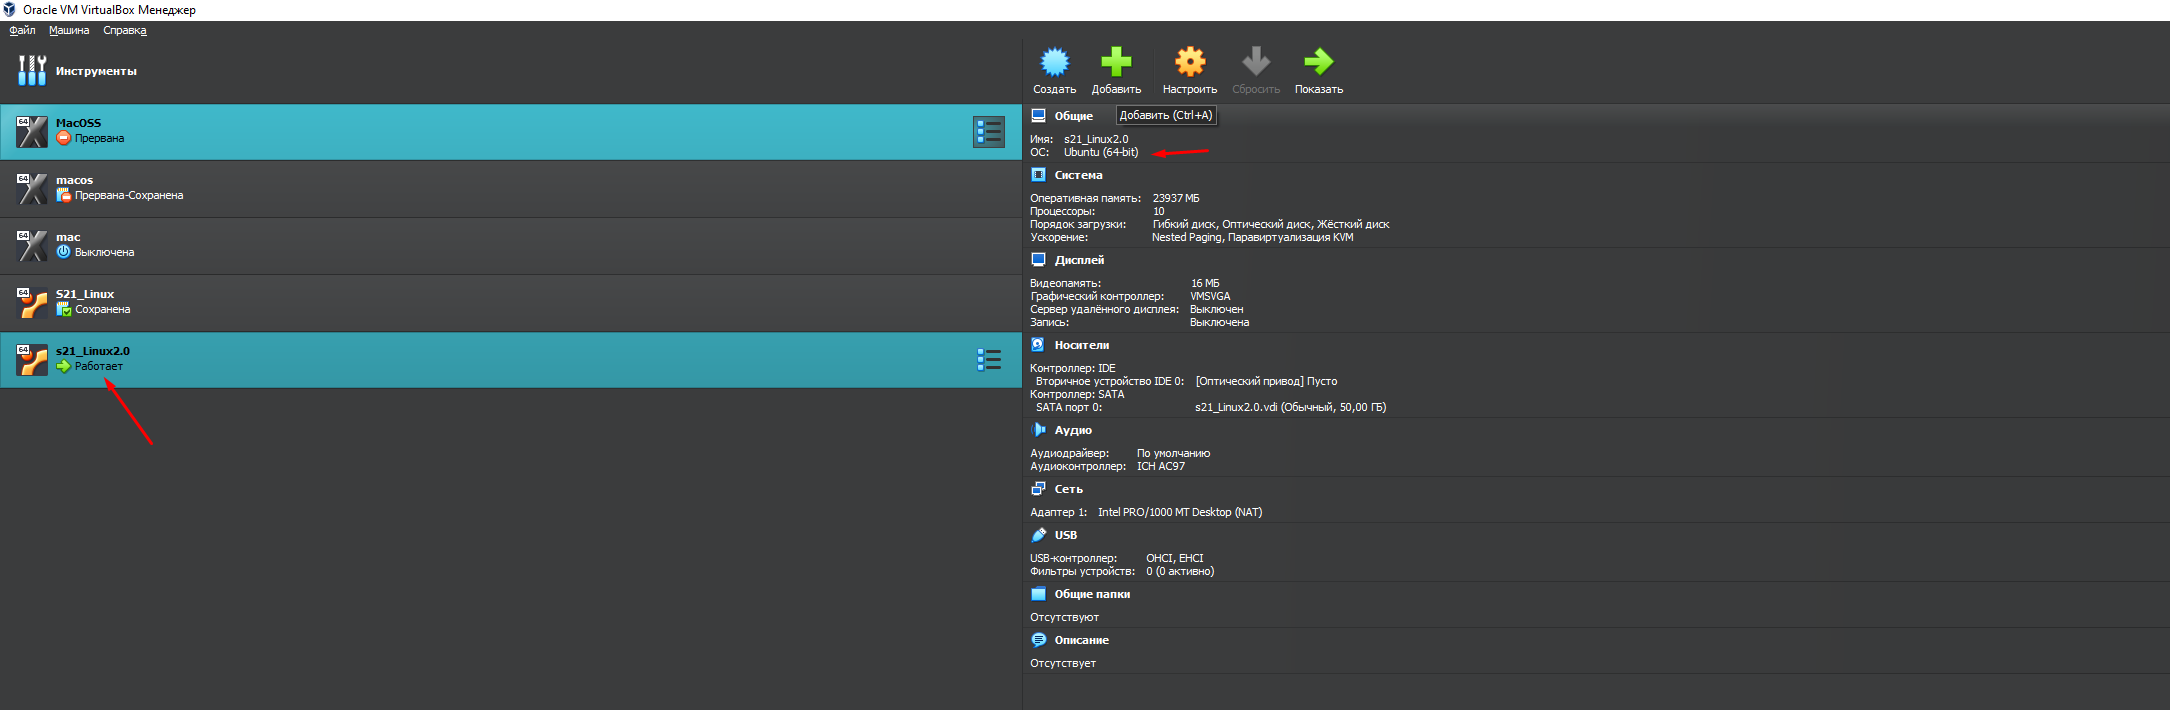 Oracle VM VirtualBox Менеджер
Файл Машина Справка
Инструменты
64
MacOSS
Прервана
64
macos
Прервана-Сохранена
64
mac
Выключена
64
S21_Linux
Сохранена
64
s21_Linux2.0
Работает
Создать Добавить Настроить Сбросить Показать
Общие
Добавить (Ctrl+A)
Имя: s21_Linux2.0
ОС: Ubuntu (64-bit)
Система
Оперативная память: 23937 МБ
Процессоры: 10
Порядок загрузки: Гибкий диск, Оптический диск, Жёсткий диск
Ускорение: Nested Paging, Паравиртуализация KVM
Дисплей
Видеопамять: 16 МБ
Графический контроллер: VMSVGA
Сервер удалённого дисплея: Выключен
Запись: Выключена
Носители
Контроллер: IDE
Вторичное устройство IDE 0: [Оптический привод] Пусто
Контроллер: SATA
SATA порт 0: s21_Linux2.0.vdi (Обычный, 50,00 ГБ)
Аудио
Аудиодрайвер: По умолчанию
Аудиоконтроллер: ICH AC97
Сеть
Адаптер 1: Intel PRO/1000 MT Desktop (NAT)
USB
USB-контроллер: OHCI, EHCI
Фильтры устройств: 0 (0 активно)
Общие папки
Отсутствуют
Описание
Отсутствует